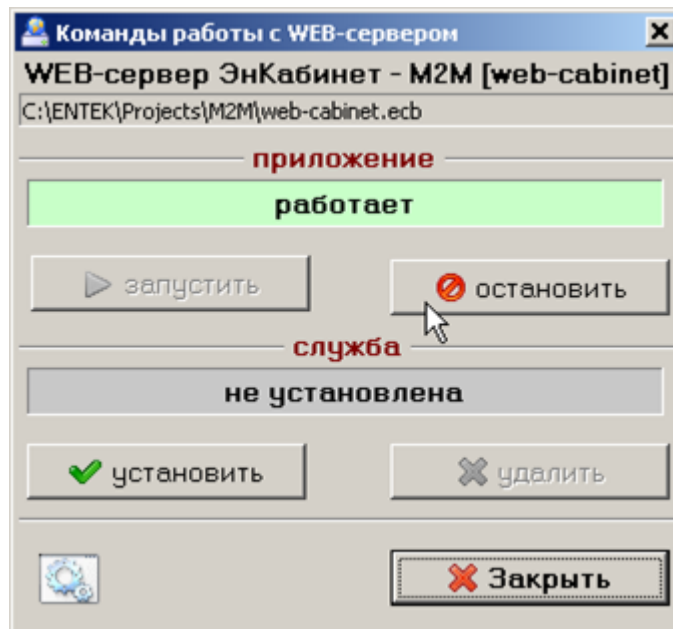 Команды работы с WEB-сервером
WEB-сервер ЭнКабинет - M2M [web-cabinet]
C:\ENTEK\Projects\M2M\web-cabinet.ecb
приложение
работает
запустить
остановить
служба
не установлена
установить
удалить
Закрыть